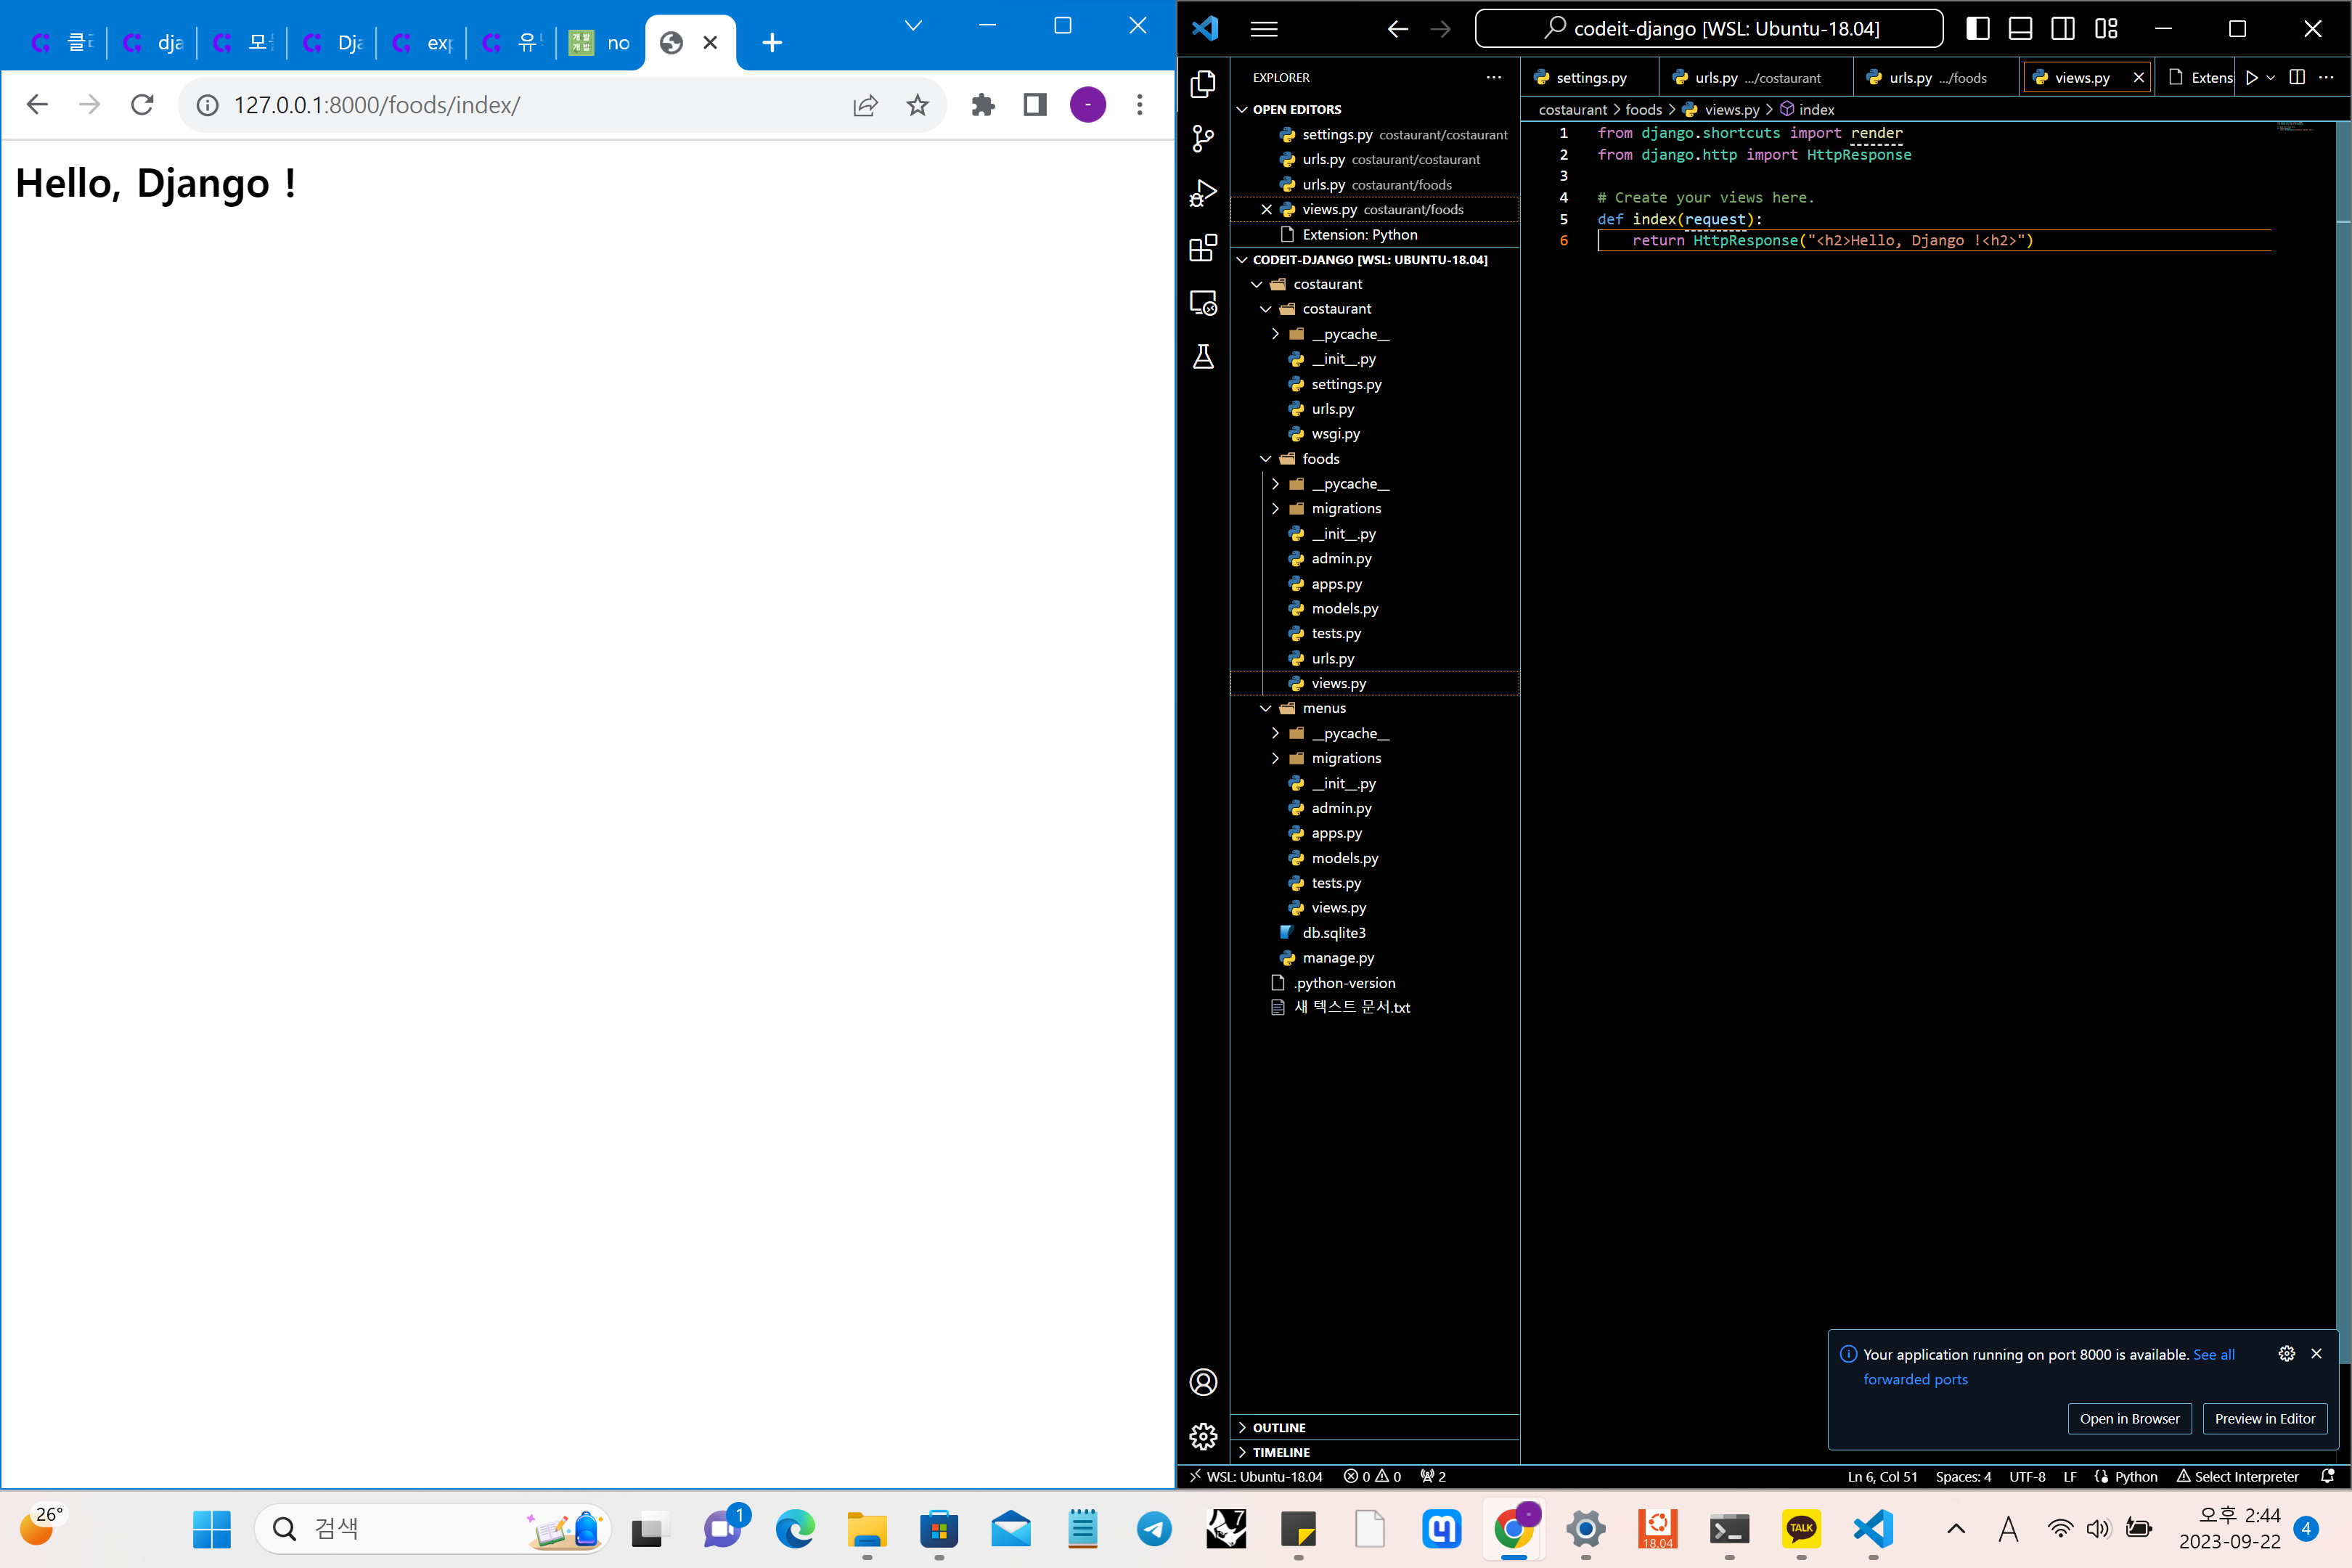 dja
Dja
no
127.0.0.1:8000/foods/index/
Hello, Django !
codeit-django [WSL: Ubuntu-18.04]
EXPLORER
OPEN EDITORS
settings.py costaurant/costaurant
urls.py costaurant/costaurant
urls.py costaurant/foods
views.py costaurant/foods
Extension: Python
CODEIT-DJANGO [WSL: UBUNTU-18.04]
costaurant
costaurant
__pycache__
__init__.py
settings.py
urls.py
wsgi.py
foods
__pycache__
migrations
__init__.py
admin.py
apps.py
models.py
tests.py
urls.py
views.py
menus
__pycache__
migrations
__init__.py
admin.py
apps.py
models.py
tests.py
views.py
db.sqlite3
manage.py
.python-version
새 텍스트 문서.txt
OUTLINE
TIMELINE
settings.py
urls.py .../costaurant
urls.py .../foods
views.py
Extens
costaurant > foods > views.py > index
1 from django.shortcuts import render
2 from django.http import HttpResponse
3
4 # Create your views here.
5 def index(request):
6 return HttpResponse("<h2>Hello, Django !<h2>")
Your application running on port 8000 is available. See all
forwarded ports
Open in Browser
Preview in Editor
WSL: Ubuntu-18.04 0 0 2
Ln 6, Col 51 Spaces: 4 UTF-8 LF Python Select Interpreter
26°
검색
1
7
18.04
TALK
A
오후 2:44
2023-09-22
4